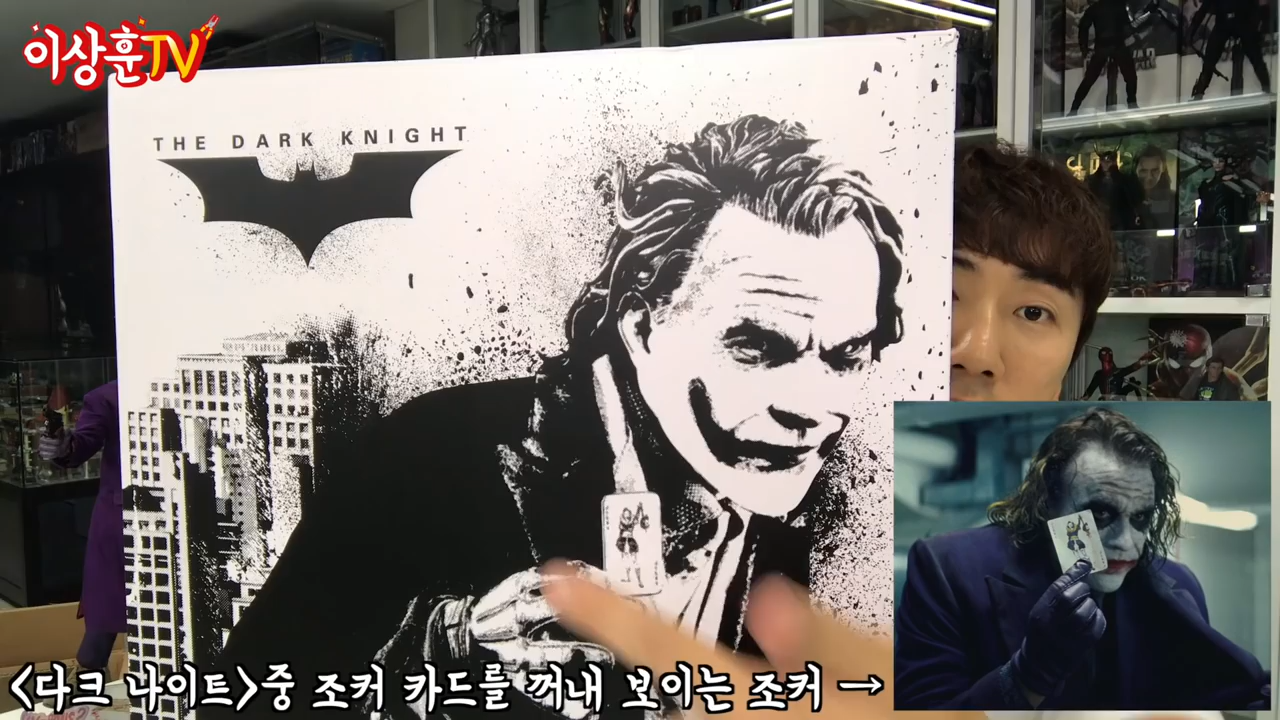 이상훈TV
THE DARK KNIGHT
<다크 나이트>중 조커 카드를 꺼내 보이는 조커 →